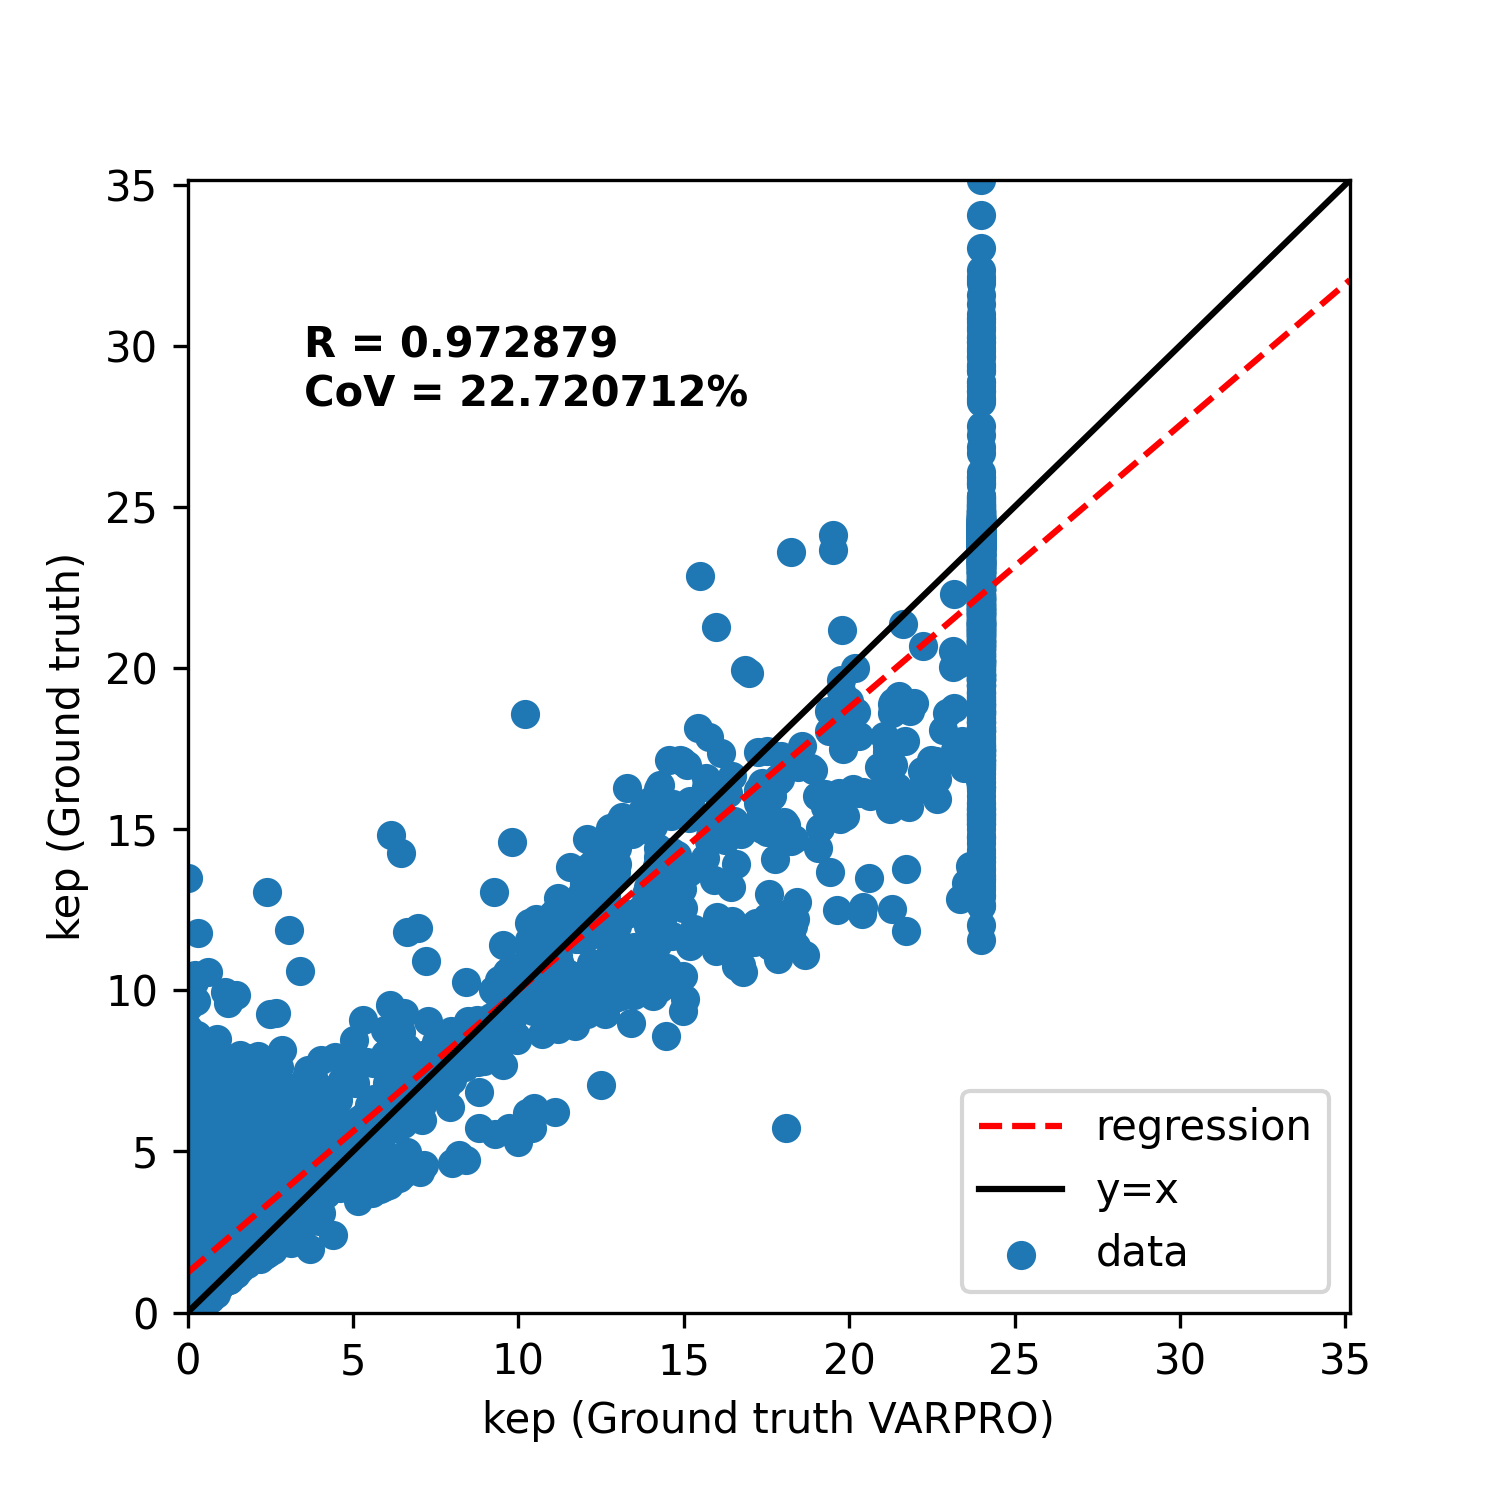 R = 0.972879
CoV = 22.720712%
35
30
25
20
15
10
5
0
kep (Ground truth)
regression
y=x
data
0 5 10 15 20 25 30 35
kep (Ground truth VARPRO)